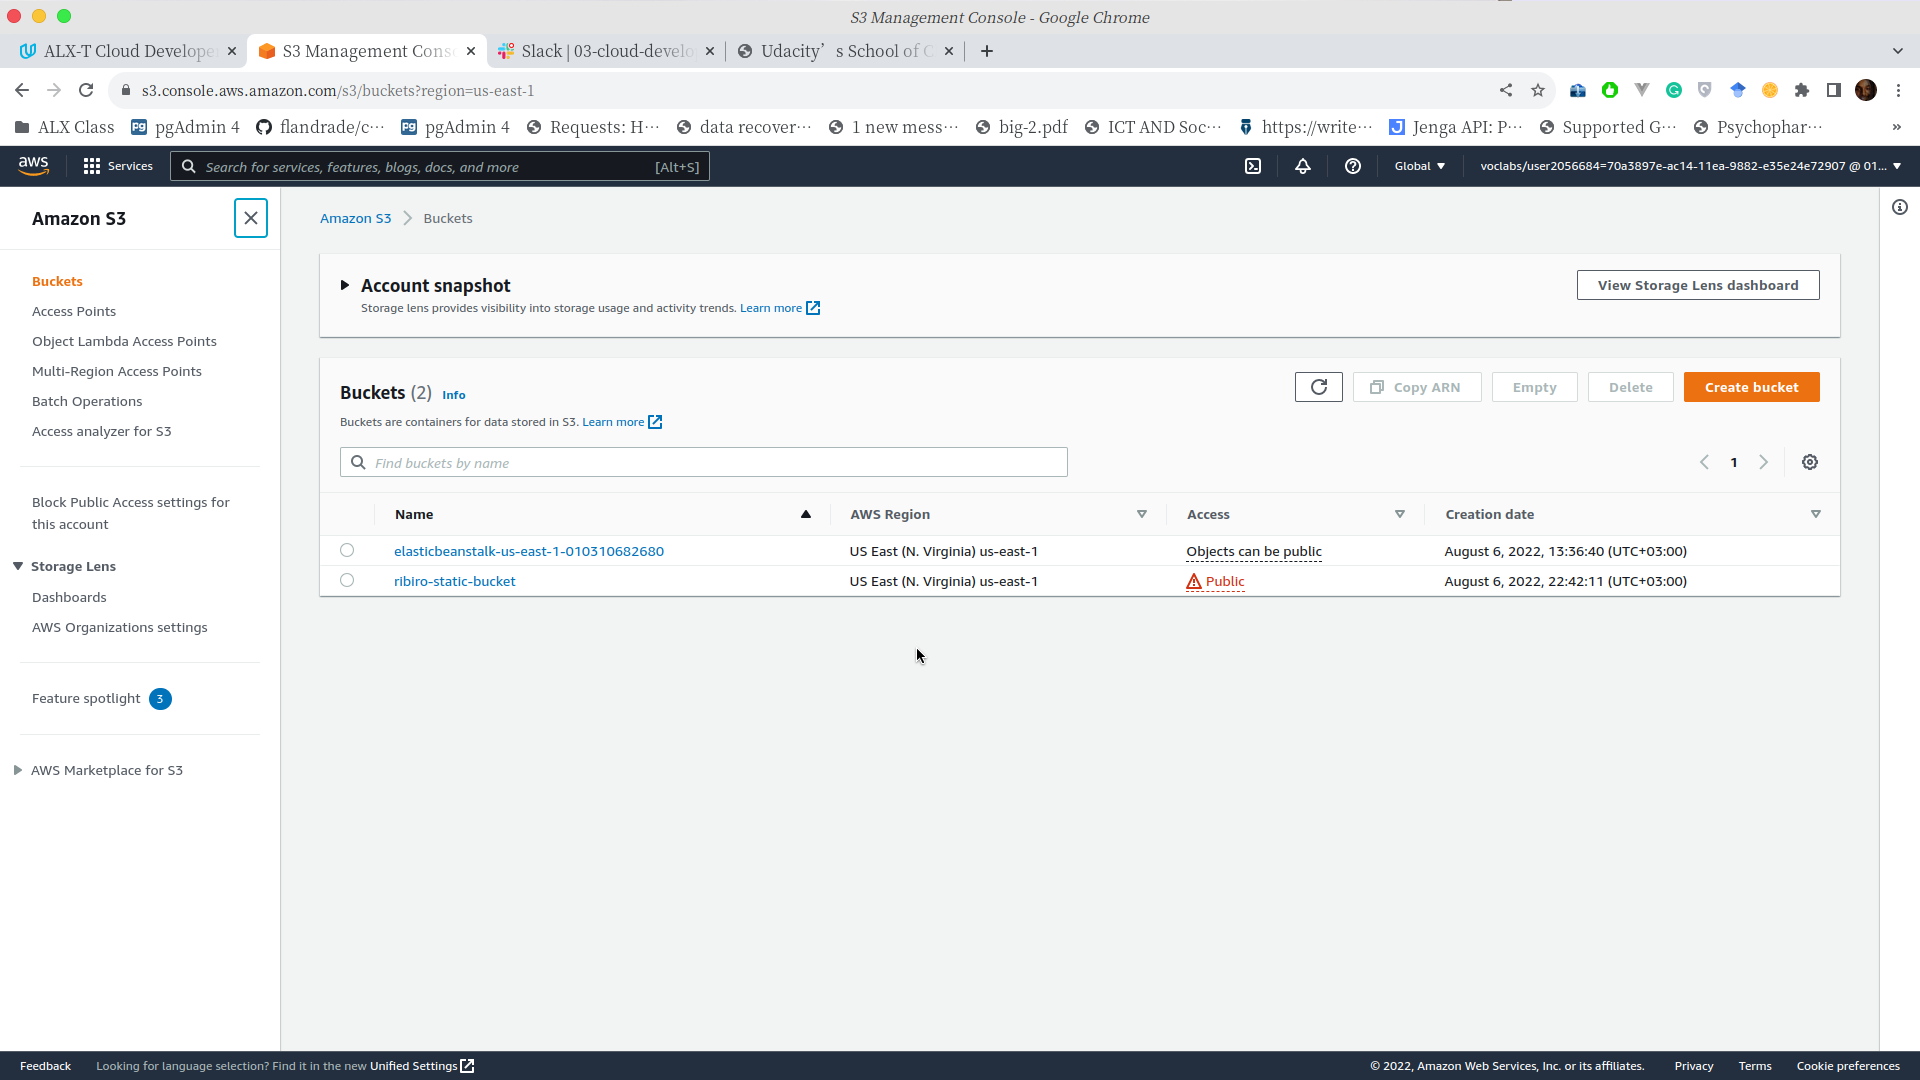 S3 Management Console - Google Chrome
ALX-T Cloud Develope
S3 Management Cons
Slack | 03-cloud-develo
Udacity’s School of C
s3.console.aws.amazon.com/s3/buckets?region=us-east-1
ALX Class
pgAdmin 4
flandrade/c···
pgAdmin 4
Requests: H···
data recover···
1 new mess···
big-2.pdf
ICT AND Soc···
https://write···
Jenga API: P···
Supported G···
Psychophar···
»
aws
Services
Search for services, features, blogs, docs, and more
[Alt+S]
Global
voclabs/user2056684=70a3897e-ac14-11ea-9882-e35e24e72907 @ 01...
Amazon S3
Buckets
Access Points
Object Lambda Access Points
Multi-Region Access Points
Batch Operations
Access analyzer for S3
Block Public Access settings for
this account
Storage Lens
Dashboards
AWS Organizations settings
Feature spotlight 3
AWS Marketplace for S3
Amazon S3 Buckets
Account snapshot
Storage lens provides visibility into storage usage and activity trends. Learn more
View Storage Lens dashboard
Buckets (2) Info
Buckets are containers for data stored in S3. Learn more
Copy ARN
Empty
Delete
Create bucket
Find buckets by name
1
Name AWS Region Access Creation date
elasticbeanstalk-us-east-1-010310682680 US East (N. Virginia) us-east-1 Objects can be public August 6, 2022, 13:36:40 (UTC+03:00)
ribiro-static-bucket US East (N. Virginia) us-east-1 Public August 6, 2022, 22:42:11 (UTC+03:00)
Feedback
Looking for language selection? Find it in the new Unified Settings
© 2022, Amazon Web Services, Inc. or its affiliates.
Privacy
Terms
Cookie preferences